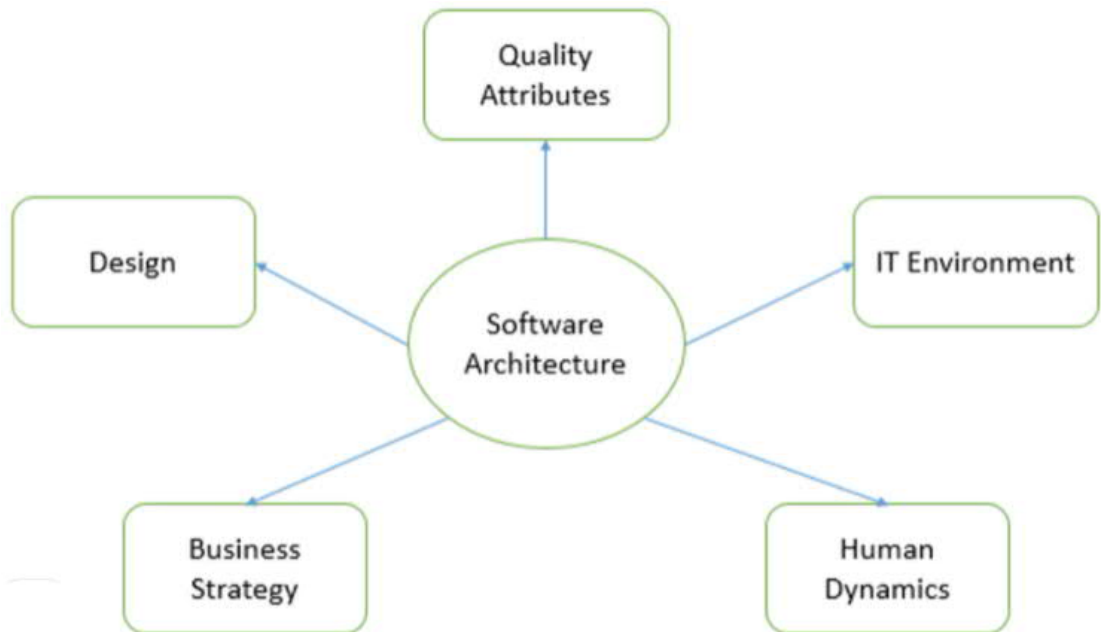 Quality
Attributes
Design
IT Environment
Software
Architecture
Business
Strategy
Human
Dynamics